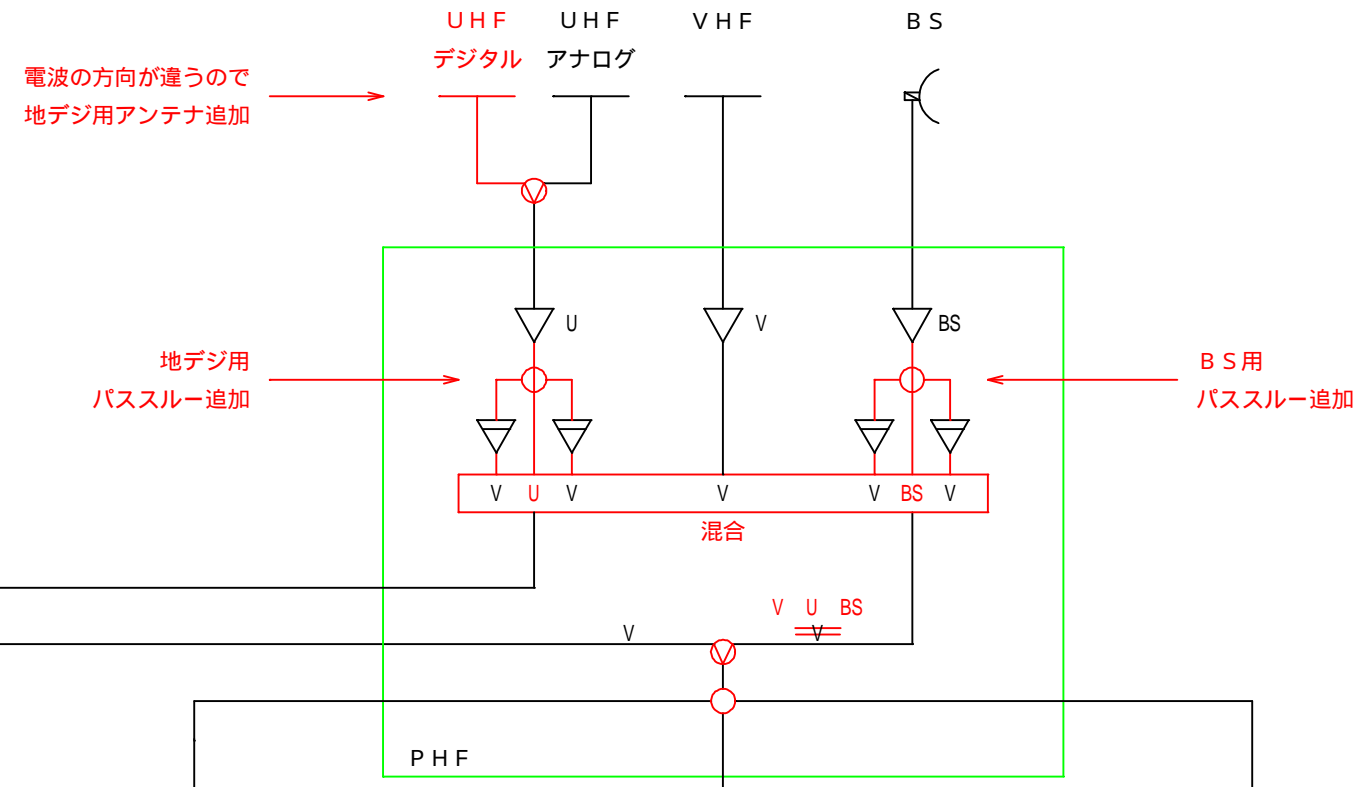 ＵＨＦ ＵＨＦ ＶＨＦ ＢＳ
デジタル アナログ
電波の方向が違うので
地デジ用アンテナ追加
U V BS
地デジ用
パススルー追加
ＢＳ用
パススルー追加
V U V V V BS V
混合
V U BS
V V
ＰＨＦ